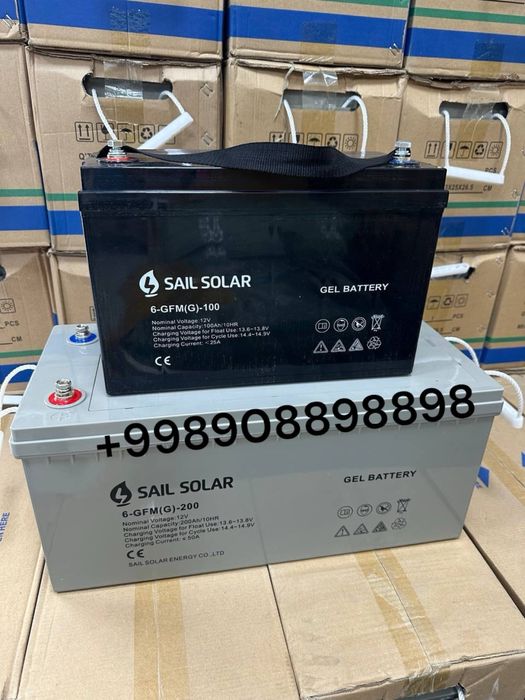 SAIL SOLAR
GEL BATTERY
6-GFM(G)-100
Nominal Voltage: 12V
Nominal Capacity: 100Ah/10HR
Charging Voltage for Float Use: 13.6~13.8V
Charging Voltage for Cycle Use: 14.4~14.9V
Charging Current: < 25A
CE
+998908898898
SAIL SOLAR
GEL BATTERY
6-GFM(G)-200
Nominal Voltage: 12V
Nominal Capacity:200Ah/10HR
Charging Voltage for Float Use: 13.6~13.8V
Charging Voltage for Cycle Use: 14.4~14.9V
Charging Current: ≤ 50A
CE
SAIL SOLAR ENERGY CO .,LTD
CM
PCS
CM